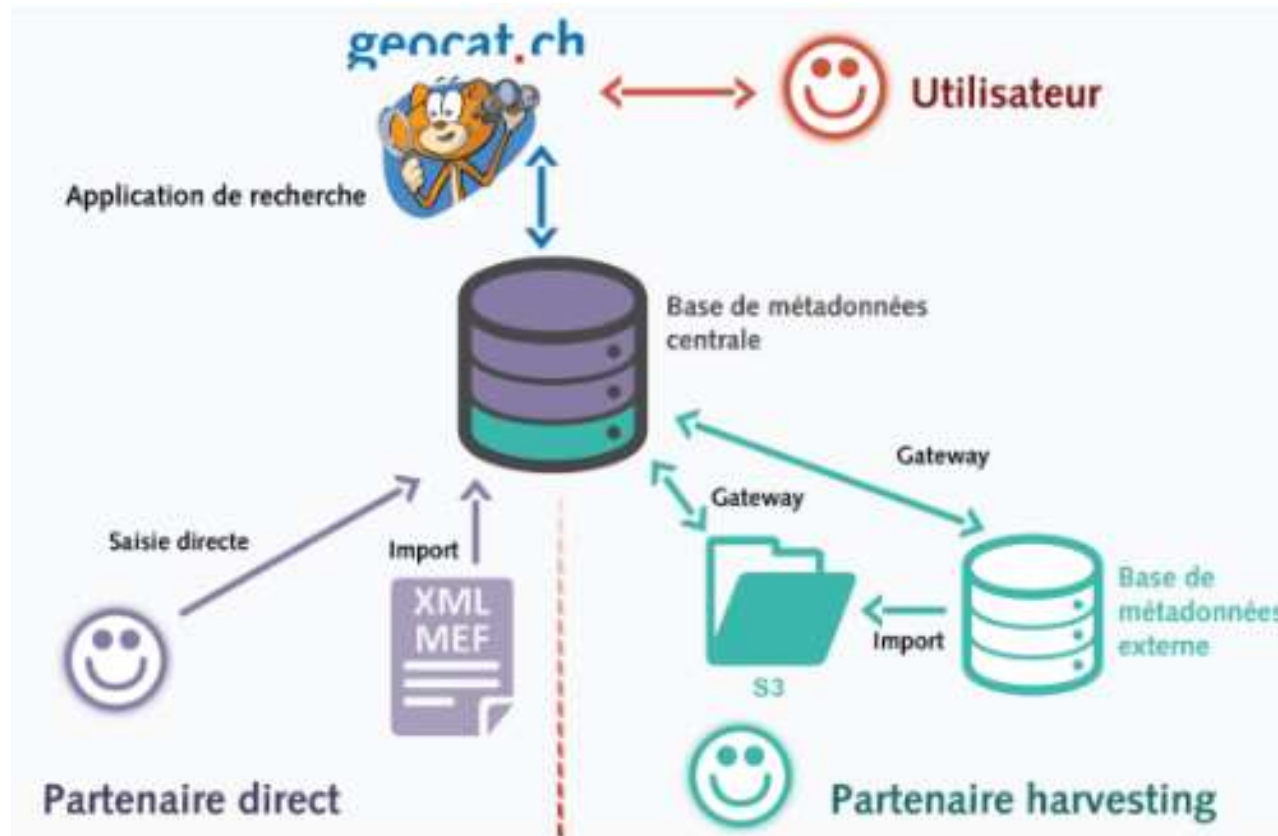 geocat.ch
Utilisateur
Application de recherche
Base de métadonnées
centrale
Gateway
Gateway
Saisie directe
Import
XML
MEF
Base de
métadonnées
externe
Import
S3
Partenaire direct
Partenaire harvesting